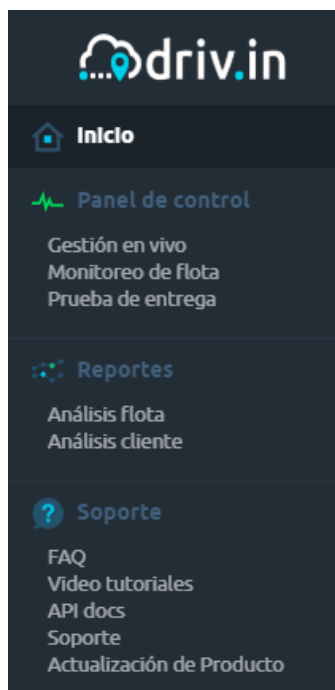 driv.in
Inicio
Panel de control
Gestión en vivo
Monitoreo de flota
Prueba de entrega
Reportes
Análisis flota
Análisis cliente
? Soporte
FAQ
Video tutoriales
API docs
Soporte
Actualización de Producto